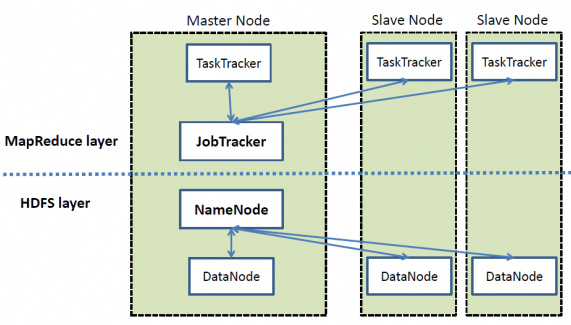 Master Node
Slave Node
Slave Node
TaskTracker
TaskTracker
TaskTracker
MapReduce layer
JobTracker
HDFS layer
NameNode
DataNode
DataNode
DataNode